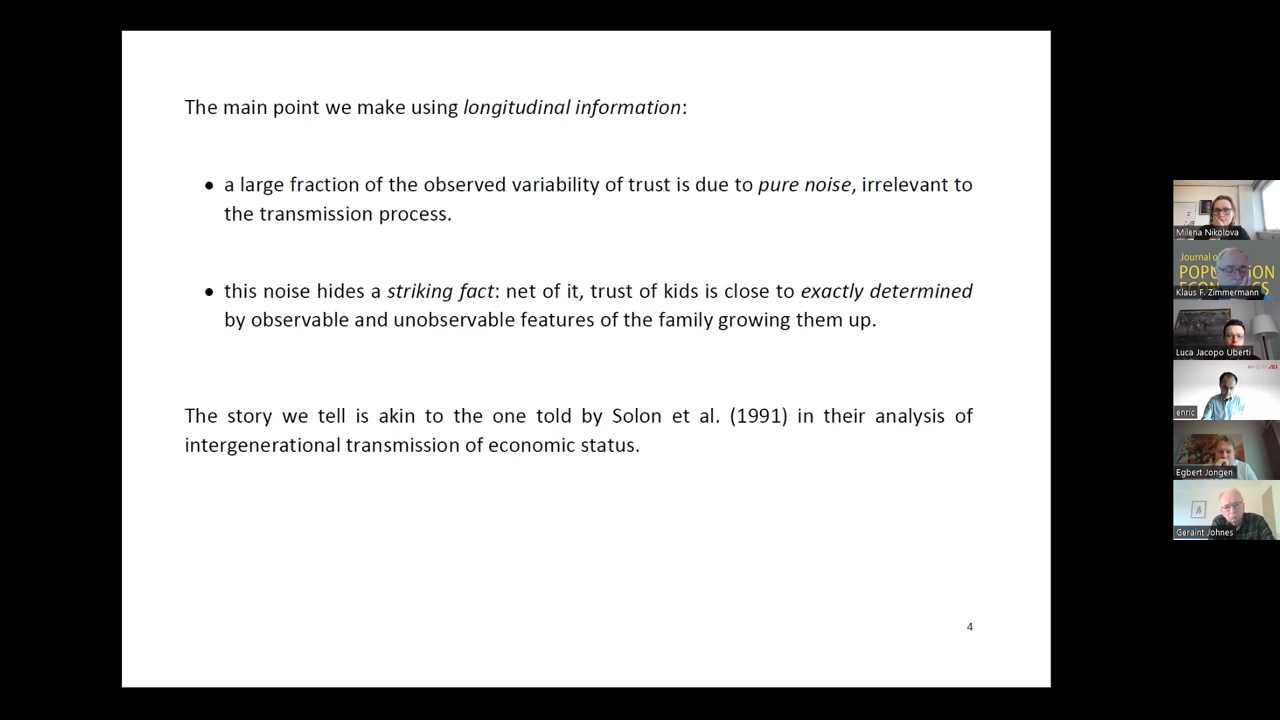 The main point we make using longitudinal information:
• a large fraction of the observed variability of trust is due to pure noise, irrelevant to
the transmission process.
• this noise hides a striking fact: net of it, trust of kids is close to exactly determined
by observable and unobservable features of the family growing them up.
The story we tell is akin to the one told by Solon et al. (1991) in their analysis of
intergenerational transmission of economic status.
4
Milena Nikolova
Journal of
Klaus F. Zimmermann
Luca Jacopo Uberti
enric
Egbert Jongen
Geraint Johnes